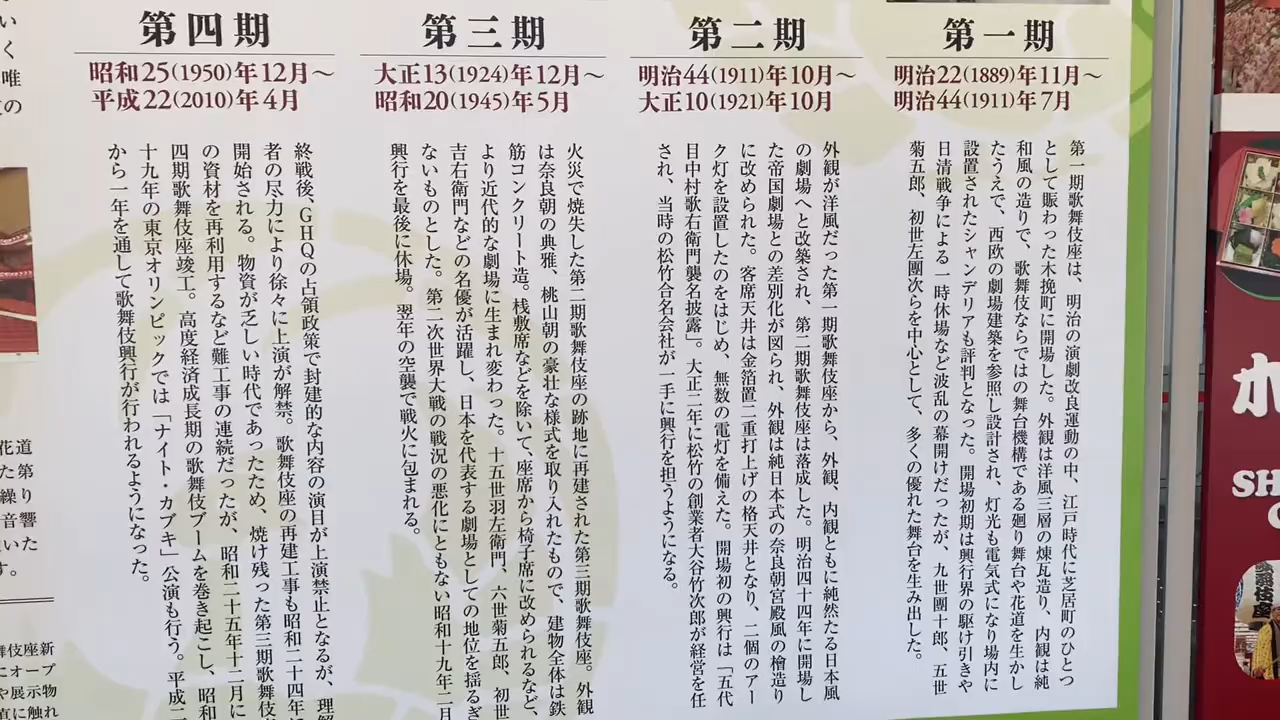 第一期
明治22(1889)年11月～
明治44(1911)年7月
第一期歌舞伎座は、明治の演劇改良運動の中、江戸時代に芝居町のひとつ
として賑わった木挽町に開場した。外観は洋風三層の煉瓦造り、内観は純
和風の造りで、歌舞伎ならではの舞台機構である廻り舞台や花道を生かし
たうえで、西欧の劇場建築を参照し設計され、灯光も電気式になり場内に
設置されたシャンデリアも評判となった。開場初期は興行界の駆け引きや
日清戦争による一時休場など波乱の幕開けだったが、九世團十郎、五世
菊五郎、初世左團次らを中心として、多くの優れた舞台を生み出した。
第二期
明治44(1911)年10月～
大正10(1921)年10月
外観が洋風だった第一期歌舞伎座から、外観、内観ともに純然たる日本風
の劇場へと改築され、第二期歌舞伎座は落成した。明治四十四年に開場し
た帝国劇場との差別化が図られ、外観は純日本式の奈良朝宮殿風の檜造り
に改められた。客席天井は金箔置二重打上げの格天井となり、二個のアー
ク灯を設置したのをはじめ、無数の電灯を備えた。開場初の興行は「五代
目中村歌右衛門襲名披露」。大正二年に松竹の創業者大谷竹次郎が経営を任
され、当時の松竹合名会社が一手に興行を担うようになる。
第三期
大正13(1924)年12月～
昭和20(1945)年5月
火災で焼失した第二期歌舞伎座の跡地に再建された第三期歌舞伎座。外観
は奈良朝の典雅、桃山朝の豪壮な様式を取り入れたもので、建物全体は鉄
筋コンクリート造。桟敷席などを除いて、座席から椅子席に改められるなど、
より近代的な劇場に生まれ変わった。十五世羽左衛門、六世菊五郎、初世
吉右衛門などの名優が活躍し、日本を代表する劇場としての地位を揺るぎ
ないものとした。第二次世界大戦の戦況の悪化にともない昭和十九年二月
興行を最後に休場。翌年の空襲で戦火に包まれる。
第四期
昭和25(1950)年12月～
平成22(2010)年4月
終戦後、GHQの占領政策で封建的な内容の演目が上演禁止となるが、理解
者の尽力により徐々に上演が解禁。歌舞伎座の再建工事も昭和二十四年に
開始される。物資が乏しい時代であったため、焼け残った第三期歌舞伎座
の資材を再利用するなど難工事の連続だったが、昭和二十五年十二月に
四期歌舞伎座竣工。高度経済成長期の歌舞伎ブームを巻き起こし、昭和
十九年の東京オリンピックでは「ナイト・カブキ」公演も行う。平成二
から一年を通して歌舞伎興行が行われるようになった。
い
く
唯
の
花道
た第
繰り
音響
いた
す。
舞伎座新
にオープ
や展示物
直に触れ
SH